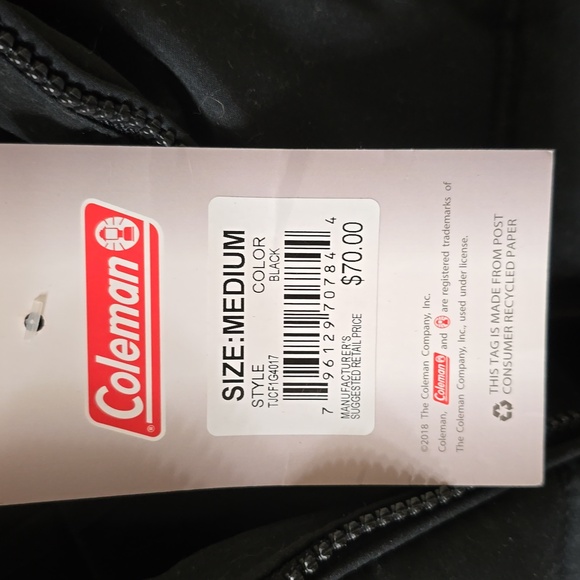 Coleman®
SIZE:MEDIUM
STYLE COLOR
TJCF1G4017 BLACK
7 96129 70784 4
MANUFACTURER'S
SUGGESTED RETAIL PRICE $70.00
©2018 The Coleman Company, Inc.
Coleman, Coleman and are registered trademarks of
The Coleman Company, Inc, used under license.
THIS TAG IS MADE FROM POST
CONSUMER RECYCLED PAPER